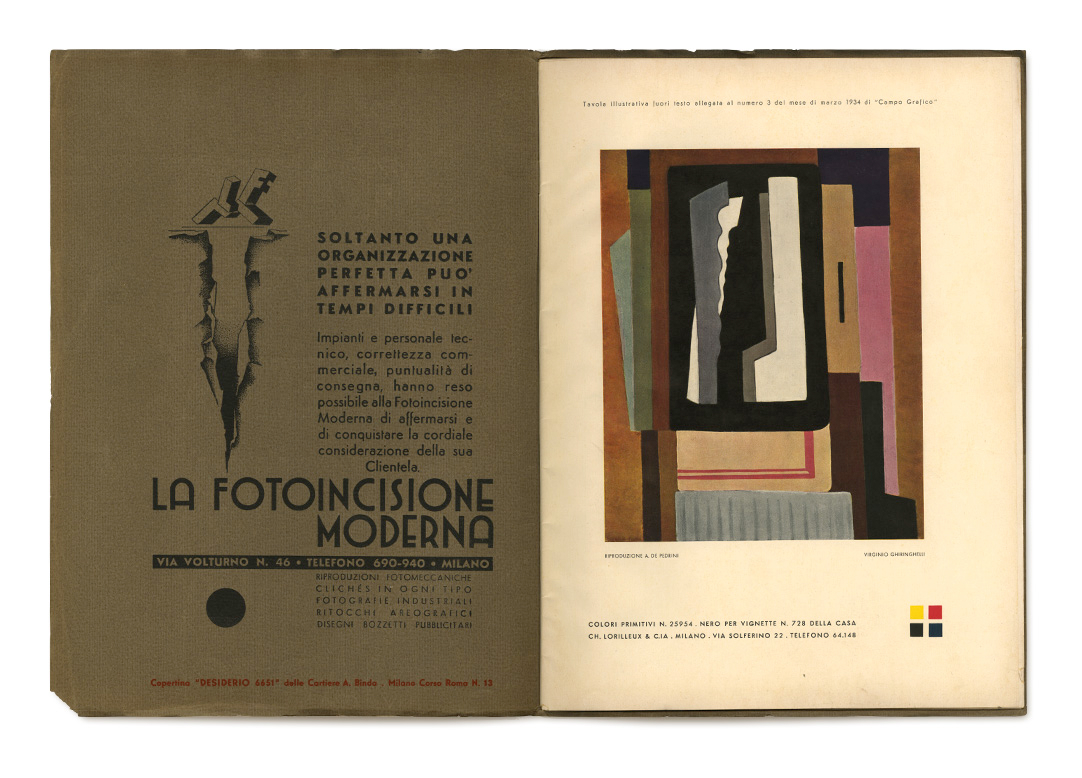 SOLTANTO UNA
ORGANIZZAZIONE
PERFETTA PUO'
AFFERMARSI IN
TEMPI DIFFICILI
Impianti e personale tec-
nico, correttezza com-
merciale, puntualità di
consegna, hanno reso
possibile alla Fotoincisione
Moderna di affermarsi e
di conquistare la cordiale
considerazione della sua
Clientela.
LA FOTOINCISIONE
MODERNA
VIA VOLTURNO N. 46 • TELEFONO 690-940 • MILANO
RIPRODUZIONI FOTOMECCANICHE
CLICHÉS IN OGNI TIPO
FOTOGRAFIE INDUSTRIALI
RITOCCHI AEROGRAFICI
DISEGNI BOZZETTI PUBBLICITARI
Copertina "DESIDERIO 6651" delle Cartiere A. Binda . Milano Corso Roma N. 12
Tavola illustrativa fuori testo allegata al numero 3 del mese di marzo 1934 di "Campo Grafico"
RIPRODUZIONE A. DE PEDRINI
VIRGINIO GHIRINGHELLI
COLORI PRIMITIVI N. 25954 . NERO PER VIGNETTE N. 728 DELLA CASA
CH. LORILLEUX & C.IA . MILANO . VIA SOLFERINO 22 . TELEFONO 64.148